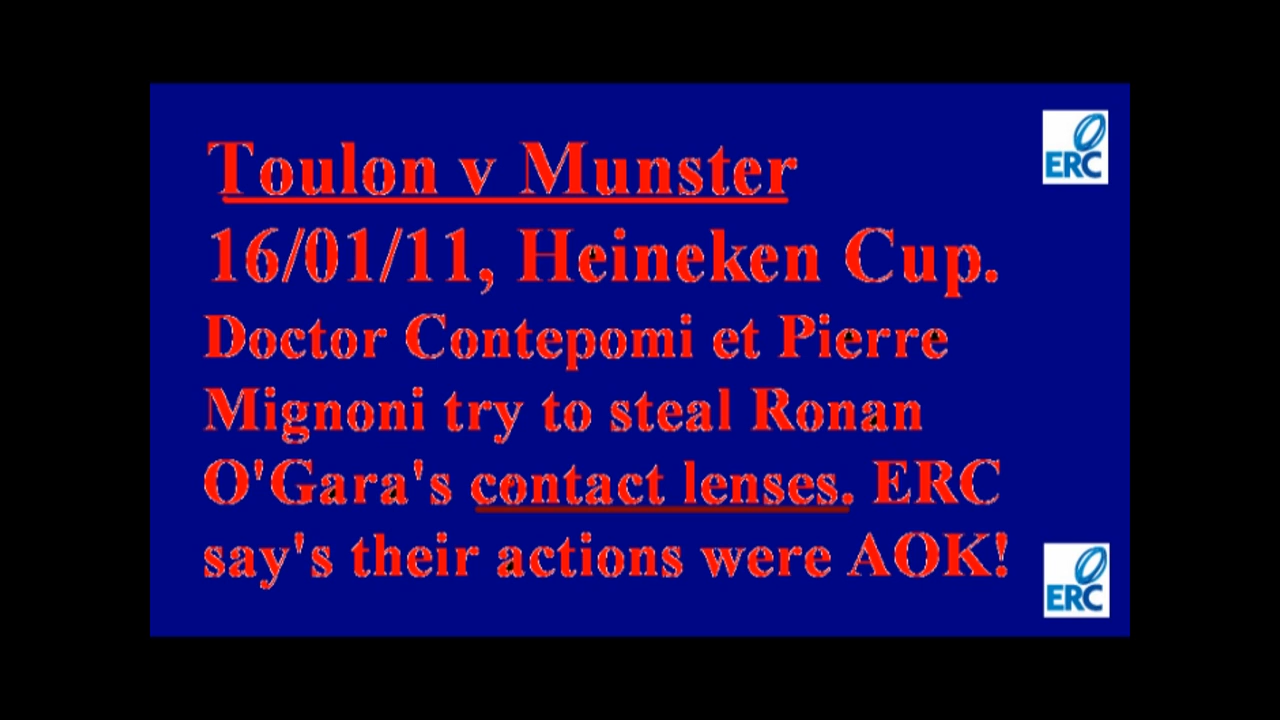 Toulon v Munster
16/01/11, Heineken Cup.
Doctor Contepomi et Pierre
Mignoni try to steal Ronan
O'Gara's contact lenses. ERC
say's their actions were AOK!
ERC
ERC